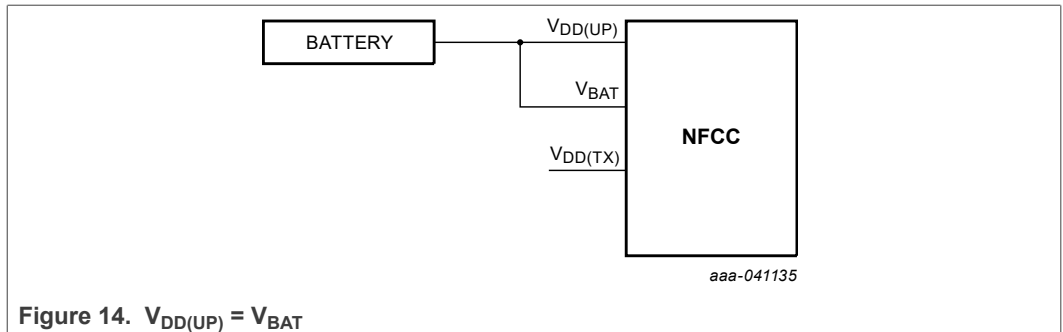 BATTERY
VDD(UP)
VBAT
VDD(TX)
NFCC
aaa-041135
Figure 14. VDD(UP) = VBAT